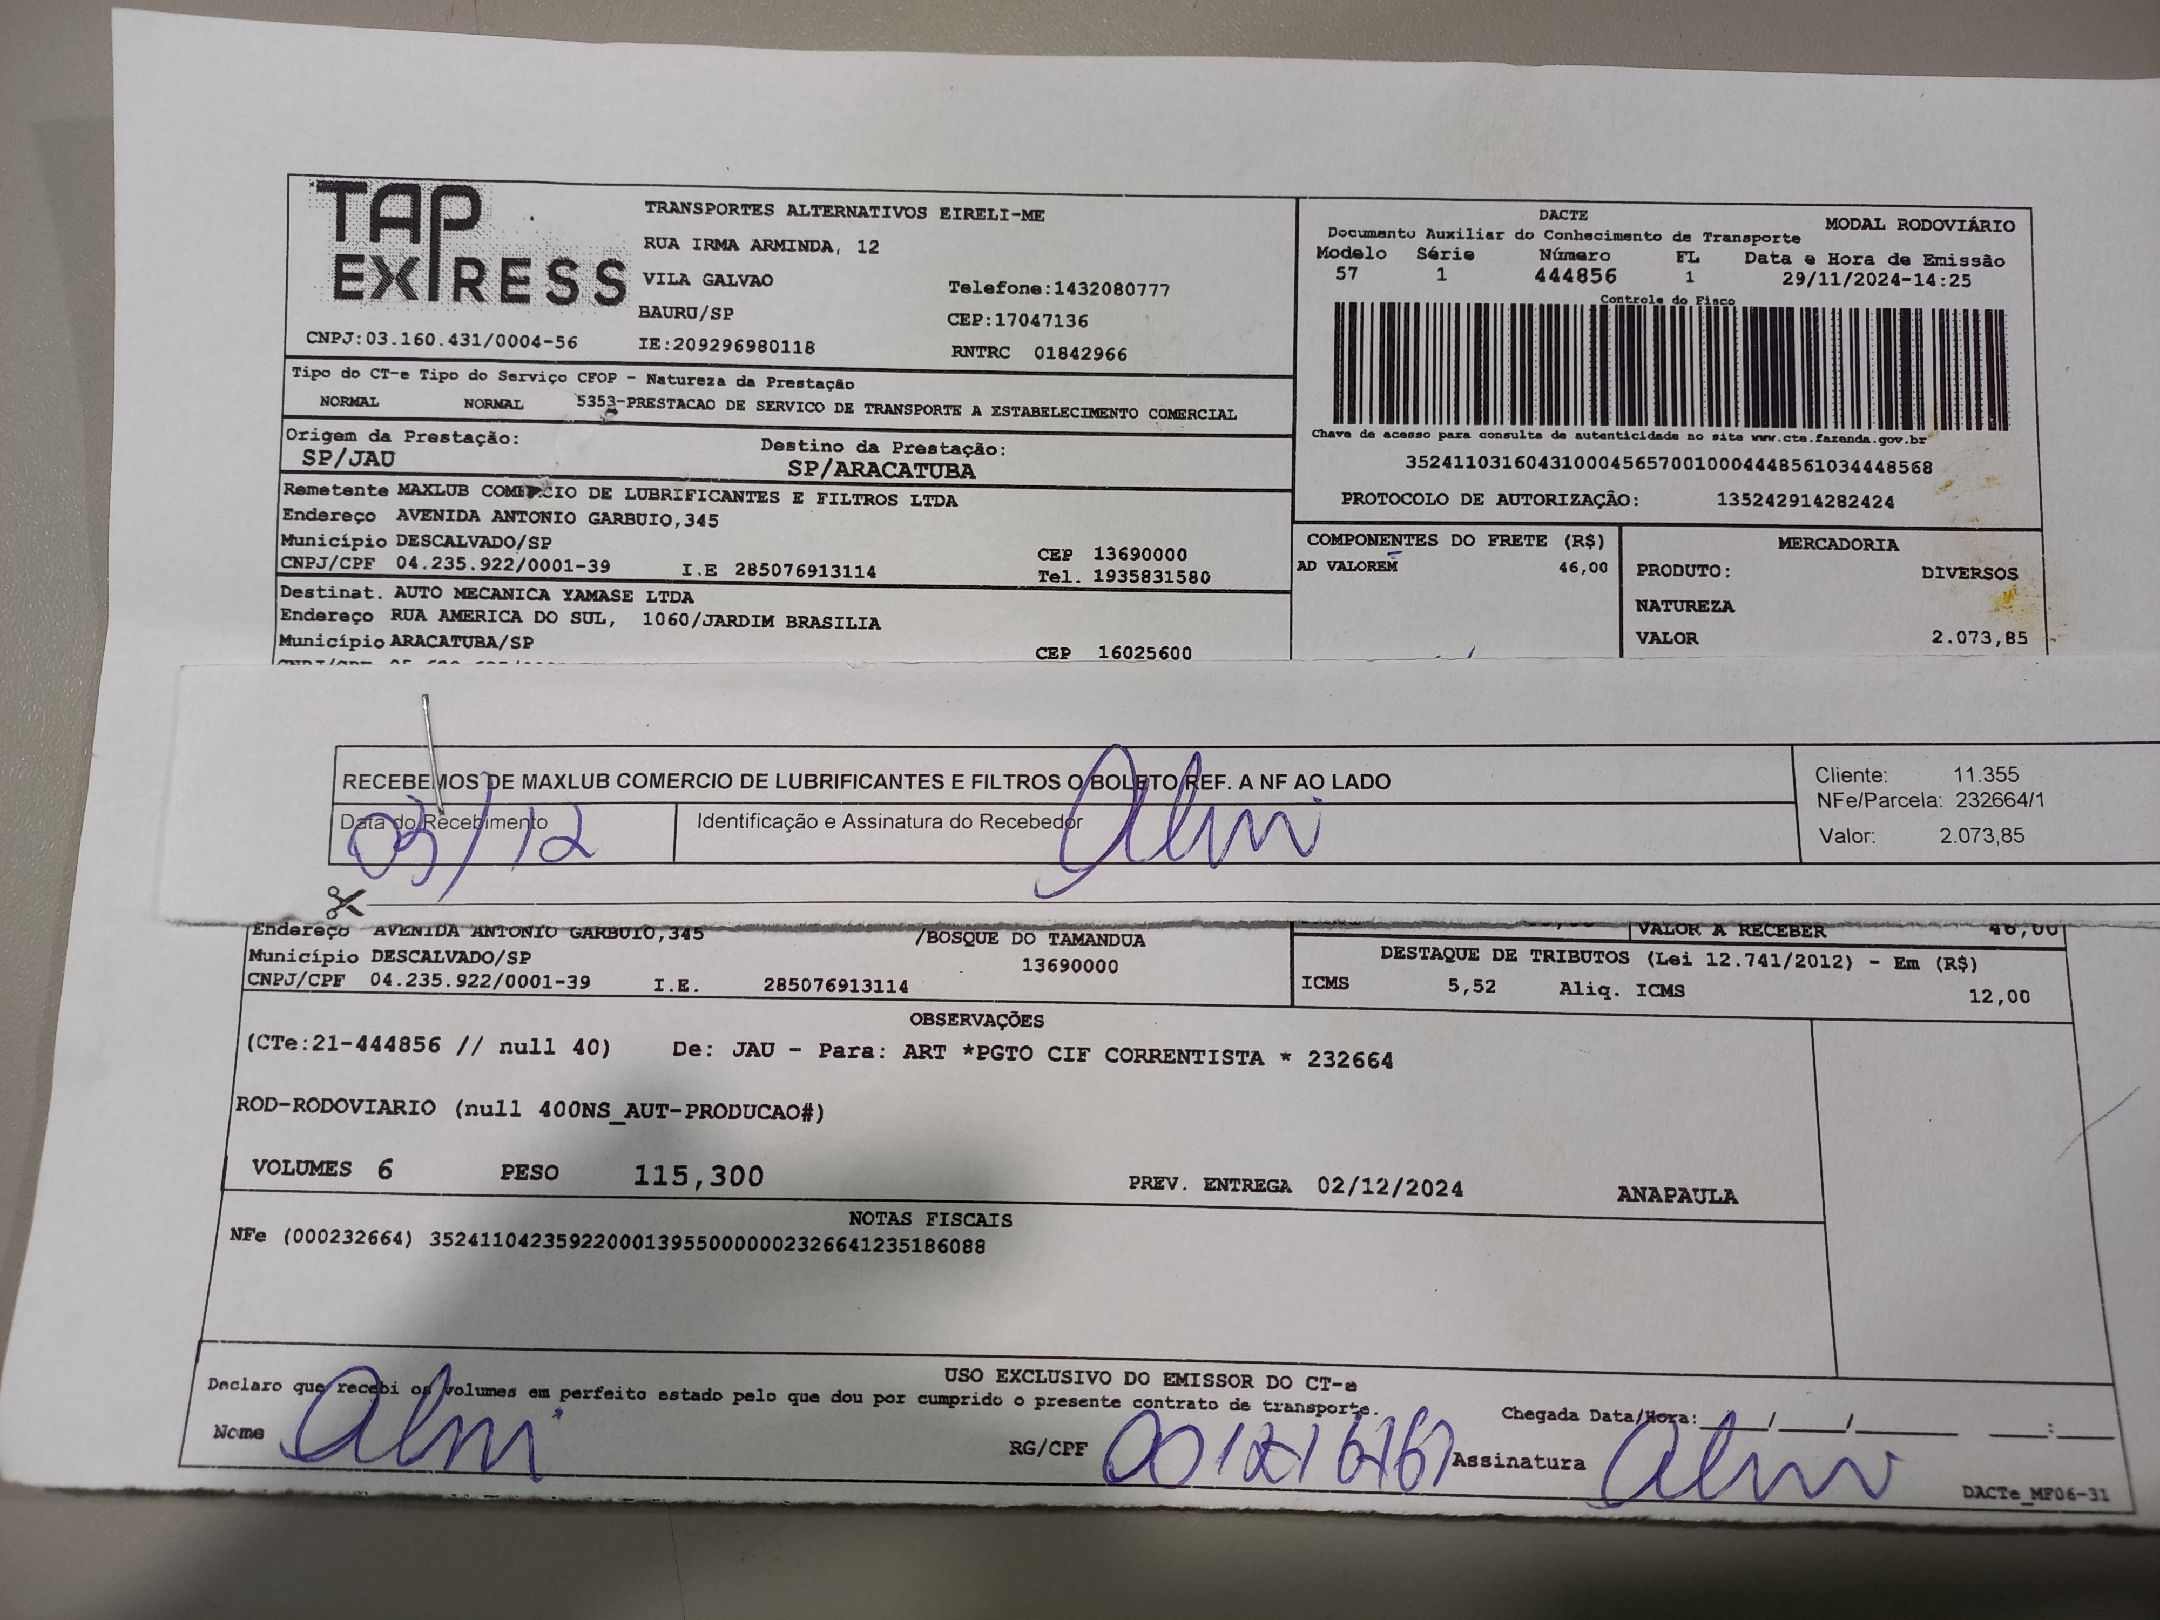 TAP EXPRESS
TRANSPORTES ALTERNATIVOS EIRELI-ME
RUA IRMA ARMINDA, 12
VILA GALVAO
Telefone:1432080777
BAURU/SP
CEP:17047136
CNPJ:03.160.431/0004-56
IE:209296980118
RNTRC 01842966
DACTE
MODAL RODOVIÁRIO
Documento Auxiliar do Conhecimento de Transporte
Modelo Série Número FL Data e Hora de Emissão
57 1 444856 1 29/11/2024-14:25
Controle do Fisco
Chave de acesso para consulta de autenticidade no site www.cte.fazenda.gov.br
35241103160431000456570010004448561034448568
PROTOCOLO DE AUTORIZAÇÃO: 135242914282424
Tipo do CT-e Tipo do Serviço CFOP - Natureza da Prestação
NORMAL NORMAL 5353-PRESTACAO DE SERVICO DE TRANSPORTE A ESTABELECIMENTO COMERCIAL
Origem da Prestação: Destino da Prestação:
SP/JAU SP/ARACATUBA
Remetente MAXLUB COMERCIO DE LUBRIFICANTES E FILTROS LTDA
Endereço AVENIDA ANTONIO GARBUIO,345
Município DESCALVADO/SP CEP 13690000
CNPJ/CPF 04.235.922/0001-39 I.E 285076913114 Tel. 1935831580
Destinat. AUTO MECANICA YAMASE LTDA
Endereço RUA AMERICA DO SUL, 1060/JARDIM BRASILIA
Município ARACATUBA/SP CEP 16025600
COMPONENTES DO FRETE (R$)
AD VALOREM 46,00
MERCADORIA
PRODUTO: DIVERSOS
NATUREZA
VALOR 2.073,85
RECEBEMOS DE MAXLUB COMERCIO DE LUBRIFICANTES E FILTROS O BOLETO REF. A NF AO LADO
Data do Recebimento Identificação e Assinatura do Recebedor
03/12
Cliente: 11.355
NFe/Parcela: 232664/1
Valor: 2.073,85
Endereço AVENIDA ANTONIO GARBUIO,345 /BOSQUE DO TAMANDUA
Município DESCALVADO/SP 13690000
CNPJ/CPF 04.235.922/0001-39 I.E. 285076913114
VALOR A RECEBER 46,00
DESTAQUE DE TRIBUTOS (Lei 12.741/2012) - Em (R$)
ICMS 5,52 Aliq. ICMS 12,00
OBSERVAÇÕES
(CTe:21-444856 // null 40) De: JAU - Para: ART *PGTO CIF CORRENTISTA * 232664
ROD-RODOVIARIO (null 400NS_AUT-PRODUCAO#)
VOLUMES 6 PESO 115,300 PREV. ENTREGA 02/12/2024 ANAPAULA
NOTAS FISCAIS
NFe (000232664) 35241104235922000139550000002326641235186088
USO EXCLUSIVO DO EMISSOR DO CT-e
Declaro que recebi os volumes em perfeito estado pelo que dou por cumprido o presente contrato de transporte.
Chegada Data/Hora: ____/____/______ ___:___
Nome RG/CPF Assinatura
DACTe_MF06-31